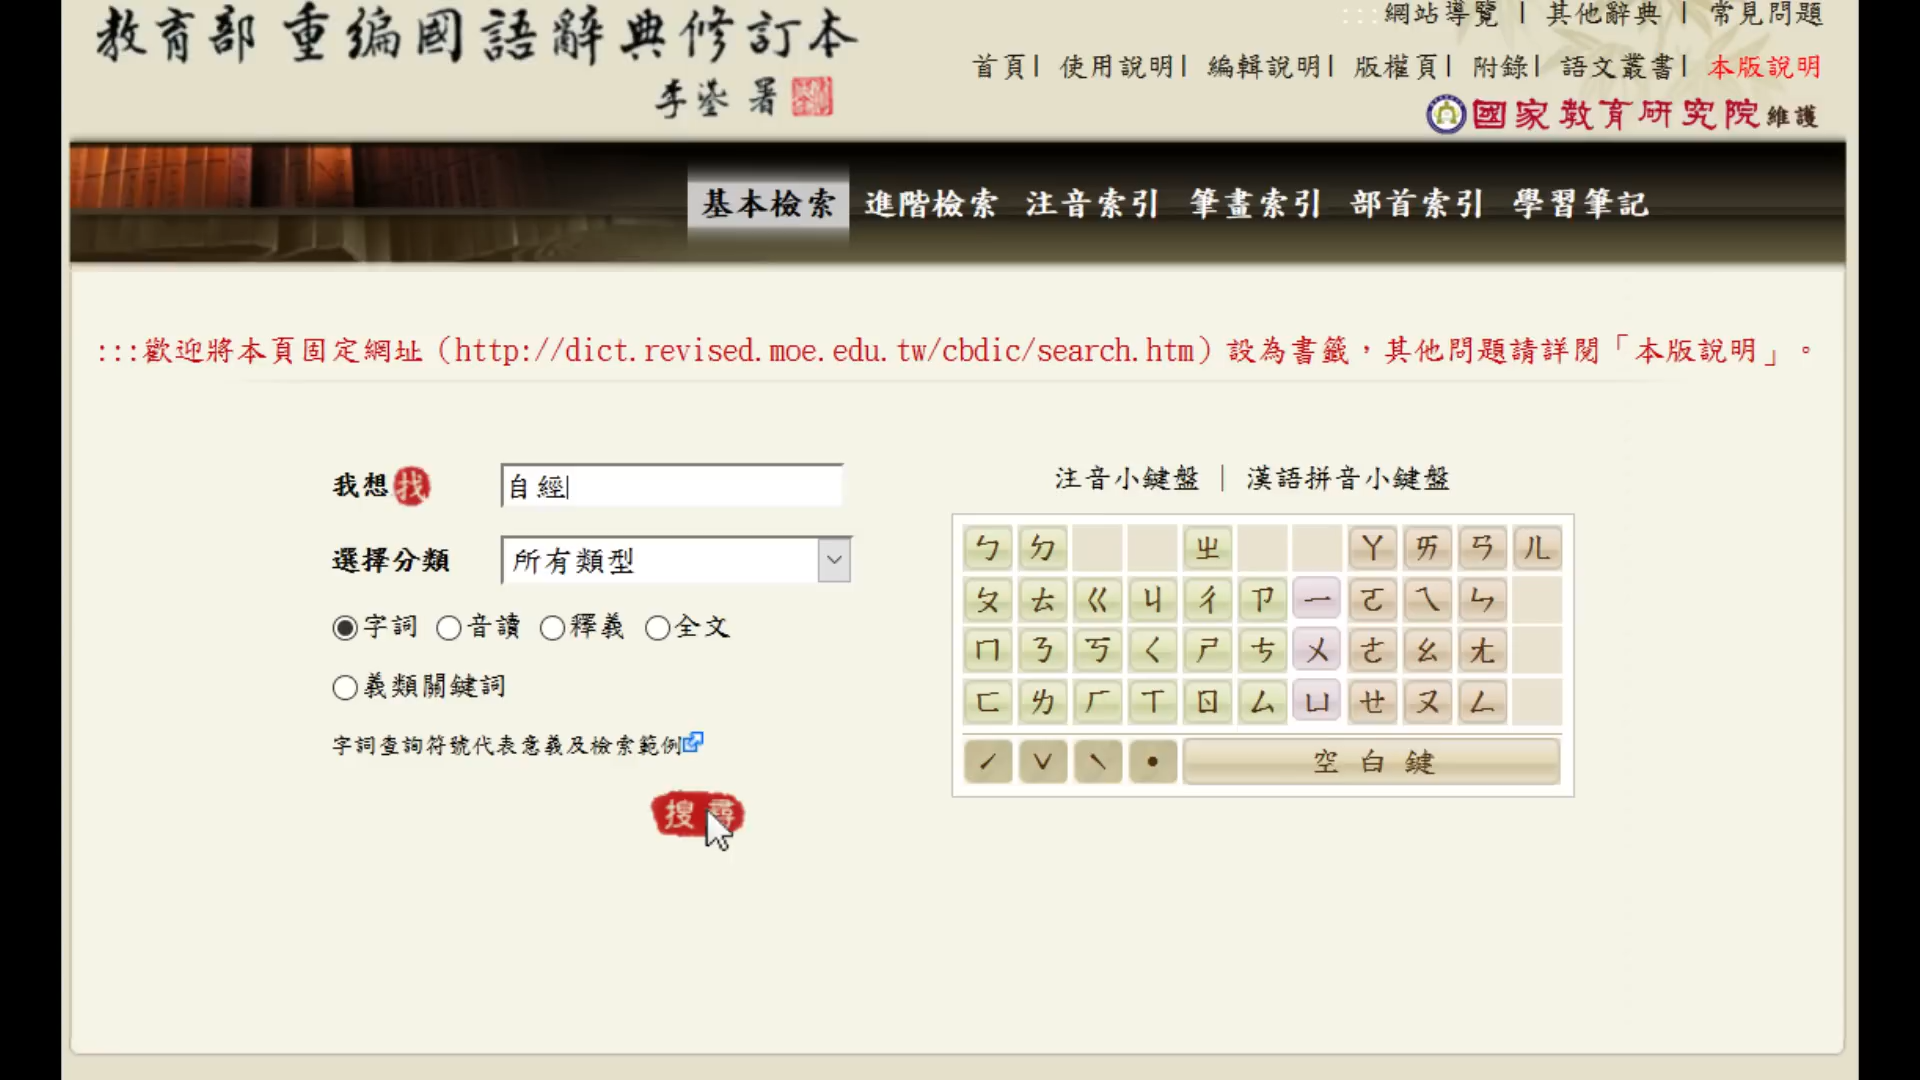 教育部 重編國語辭典修訂本
李鍌 署
:::網站導覽 | 其他辭典 | 常見問題
首頁| 使用說明| 編輯說明| 版權頁| 附錄| 語文叢書| 本版說明
國家教育研究院 維護
基本檢索 進階檢索 注音索引 筆畫索引 部首索引 學習筆記
:::歡迎將本頁固定網址（http://dict.revised.moe.edu.tw/cbdic/search.htm）設為書籤，其他問題請詳閱「本版說明」。
我想找 自經
選擇分類 所有類型
字詞 音讀 釋義 全文
義類關鍵詞
字詞查詢符號代表意義及檢索範例
搜尋
注音小鍵盤 | 漢語拼音小鍵盤
ㄅ ㄉ ㄓ ㄚ ㄞ ㄢ ㄦ
ㄆ ㄊ ㄍ ㄐ ㄔ ㄗ ㄧ ㄛ ㄟ ㄣ
ㄇ ㄋ ㄎ ㄑ ㄕ ㄘ ㄨ ㄜ ㄠ ㄤ
ㄈ ㄌ ㄏ ㄒ ㄖ ㄙ ㄩ ㄝ ㄡ ㄥ
ˊ ˇ ˋ ˙ 空白鍵